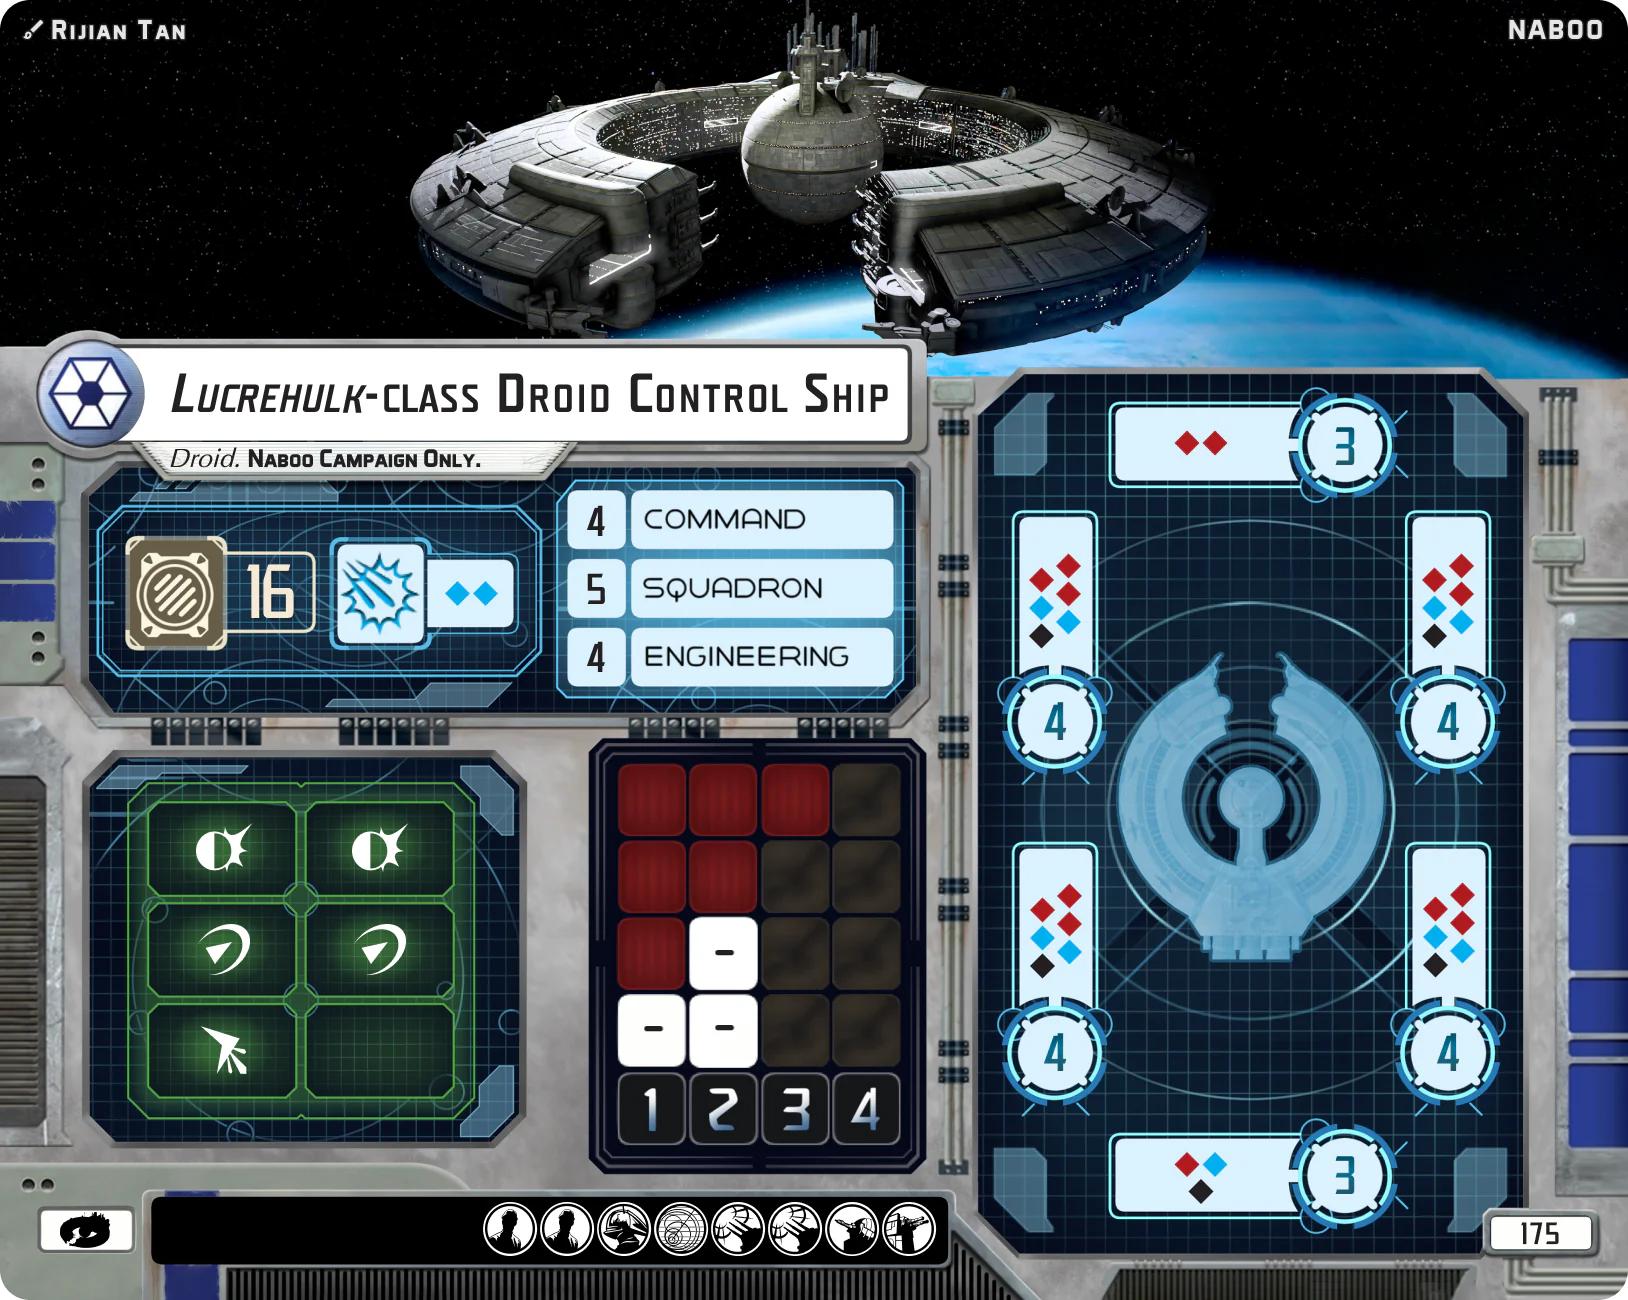 Rijian Tan
NABOO
Lucrehulk-class Droid Control Ship
Droid. Naboo Campaign Only.
3
4 COMMAND
16
5 SQUADRON
4 ENGINEERING
4
4
-
- -
4
4
1 2 3 4
3
175